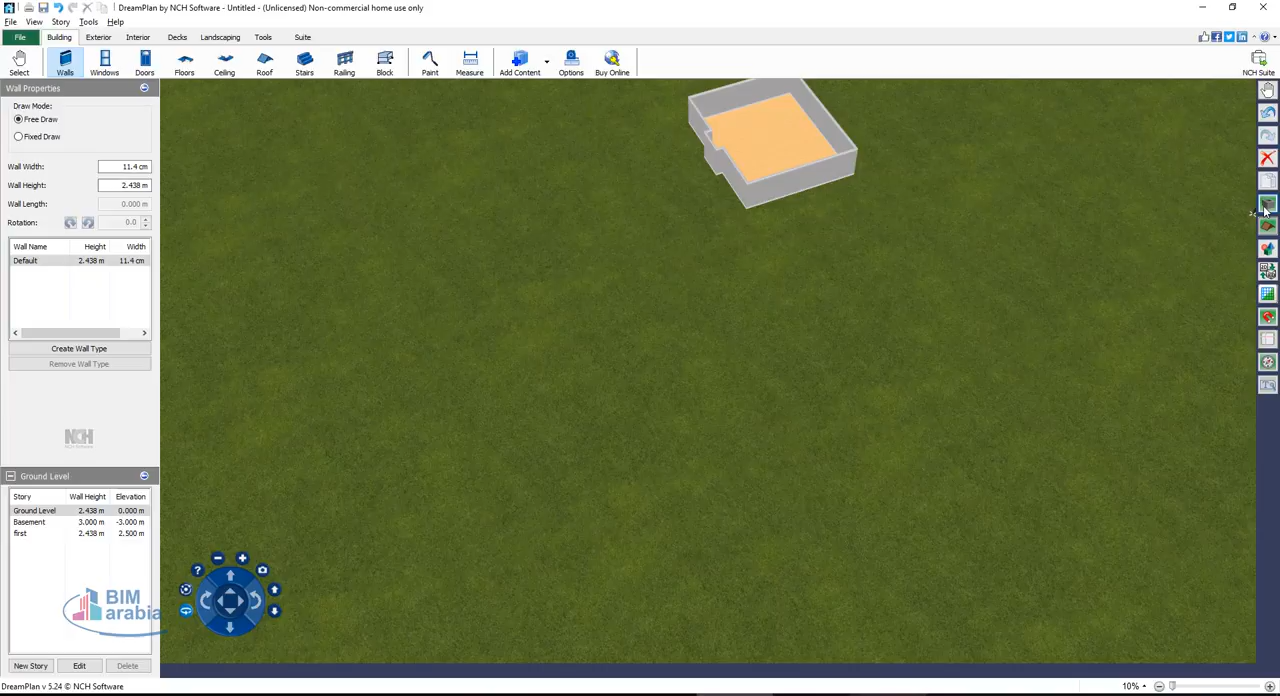 DreamPlan by NCH Software - Untitled - (Unlicensed) Non-commercial home use only
File View Story Tools Help
File Building Exterior Interior Decks Landscaping Tools Suite
Select Walls Windows Doors Floors Ceiling Roof Stairs Railing Block Paint Measure Add Content Options Buy Online NCH Suite
Wall Properties
Draw Mode:
Free Draw
Fixed Draw
Wall Width: 11.4 cm
Wall Height: 2.438 m
Wall Length: 0.000 m
Rotation: 0.0
Wall Name Height Width
Default 2.438 m 11.4 cm
Create Wall Type
Remove Wall Type
NCH
Ground Level
Story Wall Height Elevation
Ground Level 2.438 m 0.000 m
Basement 3.000 m -3.000 m
first 2.438 m 2.500 m
BIM
arabia
New Story Edit Delete
DreamPlan v 5.24 © NCH Software
10%